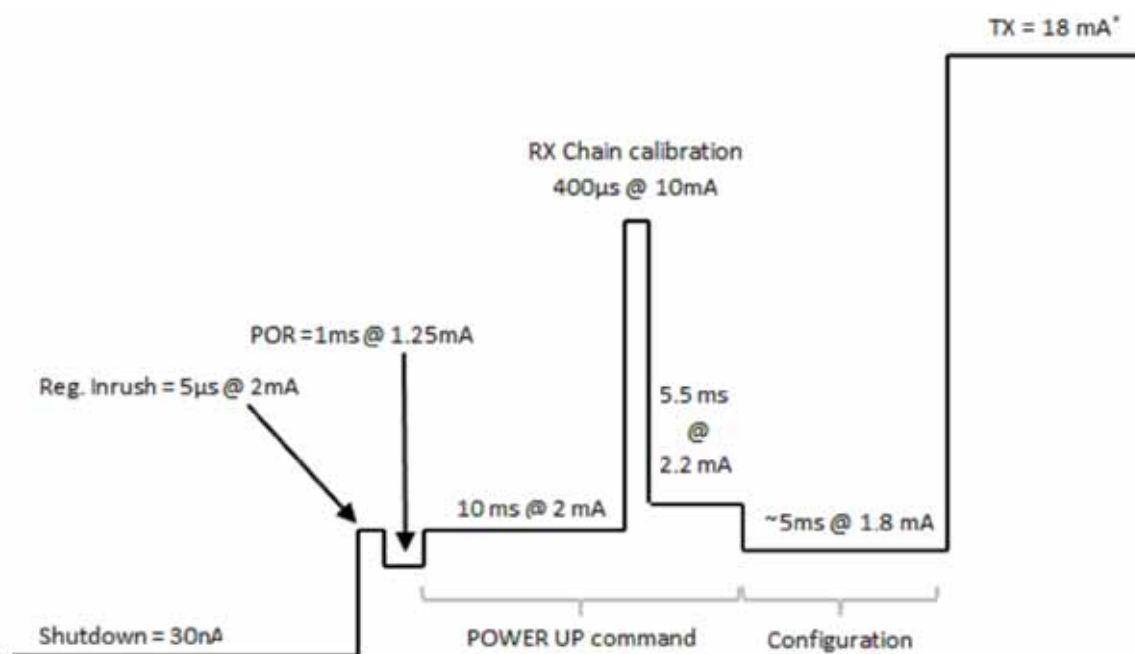 TX = 18 mA*
RX Chain calibration
400µs @ 10mA
POR =1ms @ 1.25mA
Reg. Inrush = 5µs @ 2mA
5.5 ms
@
2.2 mA
10 ms @ 2 mA
~5ms @ 1.8 mA
Shutdown = 30nA
POWER UP command
Configuration